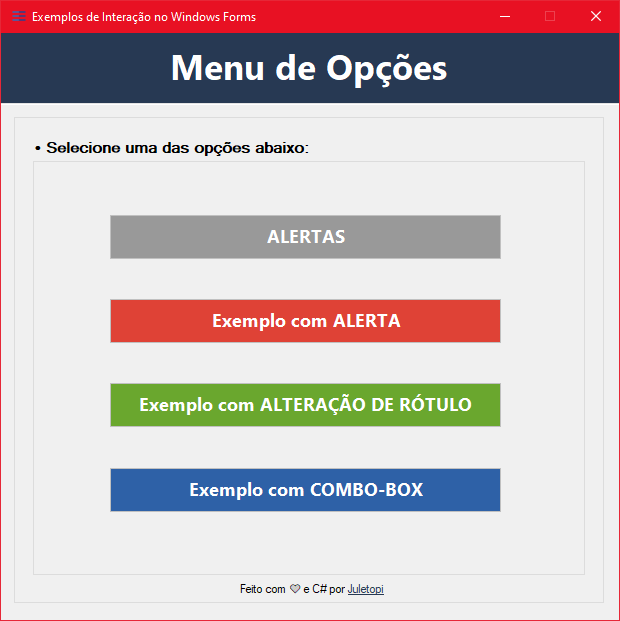 Exemplos de Interação no Windows Forms
Menu de Opções
• Selecione uma das opções abaixo:
ALERTAS
Exemplo com ALERTA
Exemplo com ALTERAÇÃO DE RÓTULO
Exemplo com COMBO-BOX
Feito com ♡ e C# por Juletopi